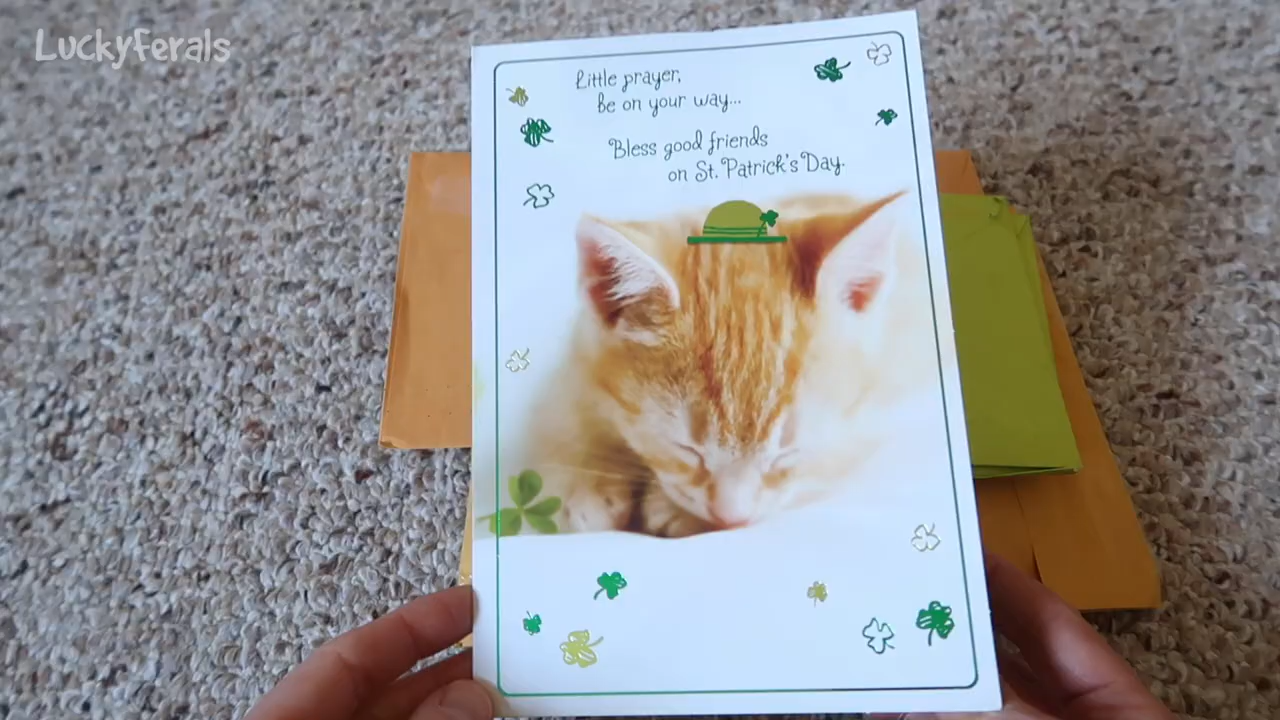 LuckyFerals
Little prayer,
be on your way...
Bless good friends
on St. Patrick's Day.